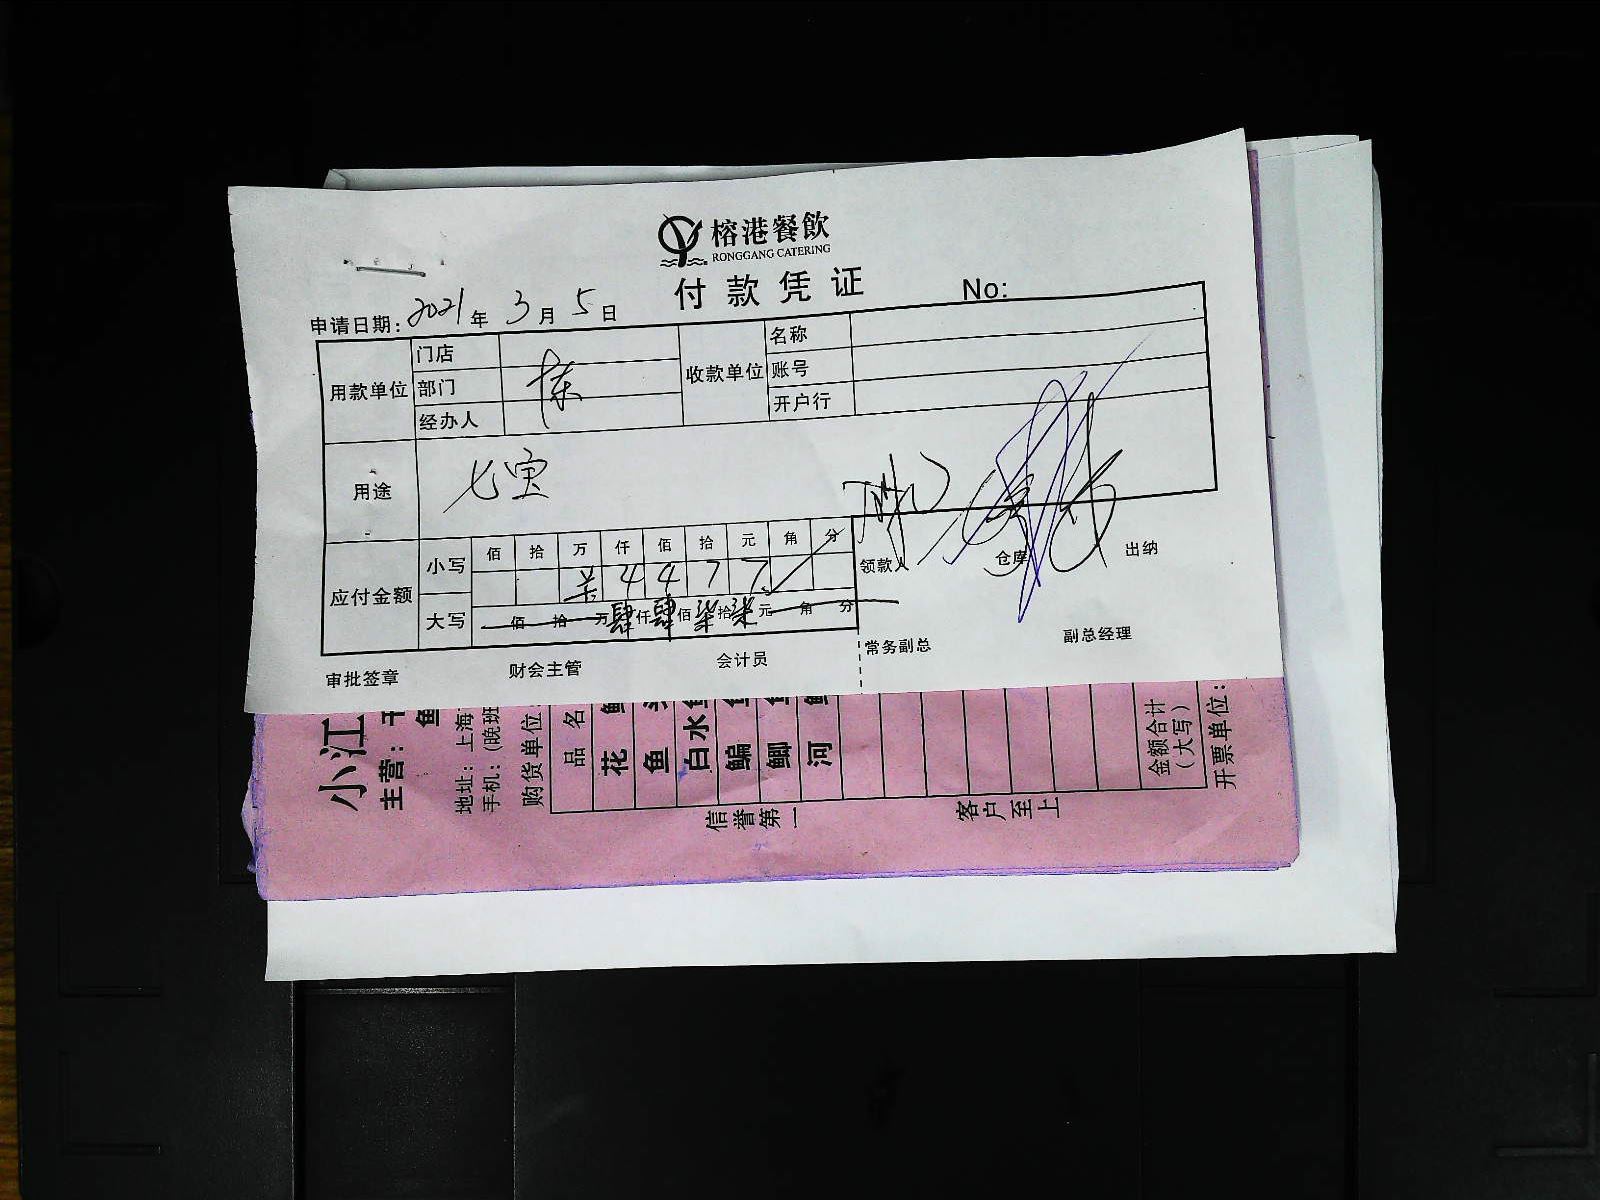 榕港餐飲
RONGGANG CATERING
付款凭证 No:
申请日期: 2021年 3月 5日
用款单位 门店 收款单位 名称
部门 陈 账号
经办人 开户行
用途 七宝
应付金额 小写 佰 拾 万 仟 佰 拾 元 角 分
¥ 4 4 7 7
大写 佰 拾 万肆仟肆佰柒拾柒元 角 分
领款人 仓库 出纳
审批签章 财会主管 会计员 常务副总 副总经理
小江
主营:
鱼
地址:上海
手机:(晚班
购货单位:
品名
花
鱼
白水
鳊
鲫
河
金额合计
(大写)
开票单位:
信誉第一 客户至上